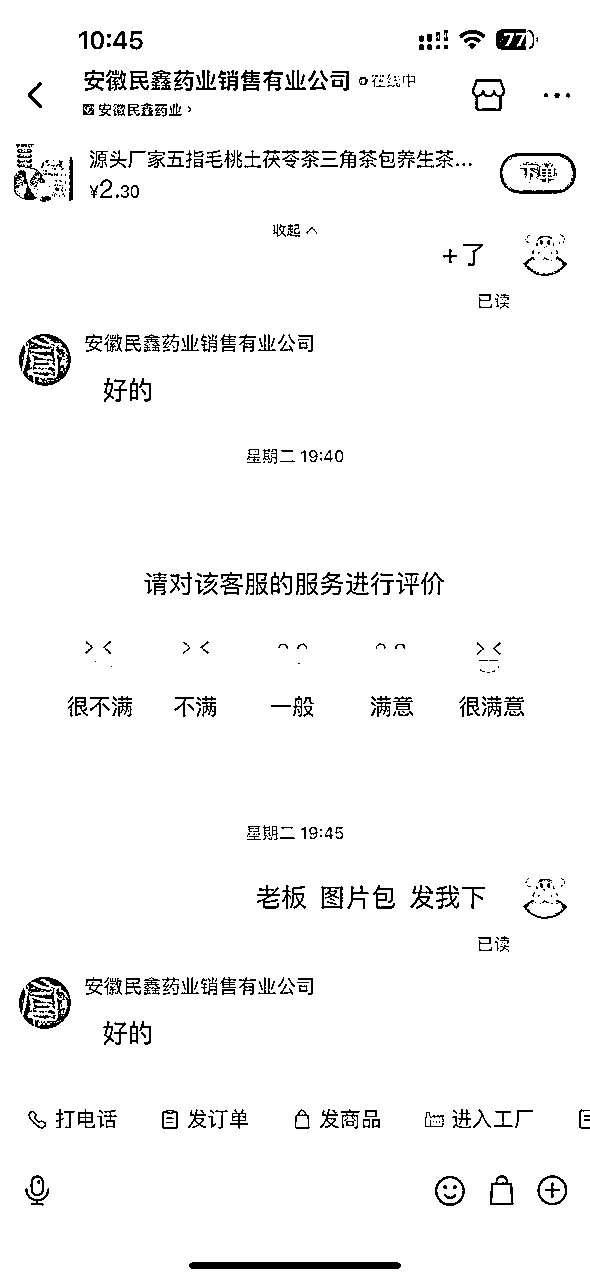 10:45
77
安徽民鑫药业销售有业公司 在线中
安徽民鑫药业 ›
源头厂家五指毛桃土茯苓茶三角茶包养生茶...
¥2.30
下单
收起
+了
已读
安徽民鑫药业销售有业公司
好的
星期二 19:40
请对该客服的服务进行评价
很不满 不满 一般 满意 很满意
星期二 19:45
老板 图片包 发我下
已读
安徽民鑫药业销售有业公司
好的
打电话 发订单 发商品 进入工厂